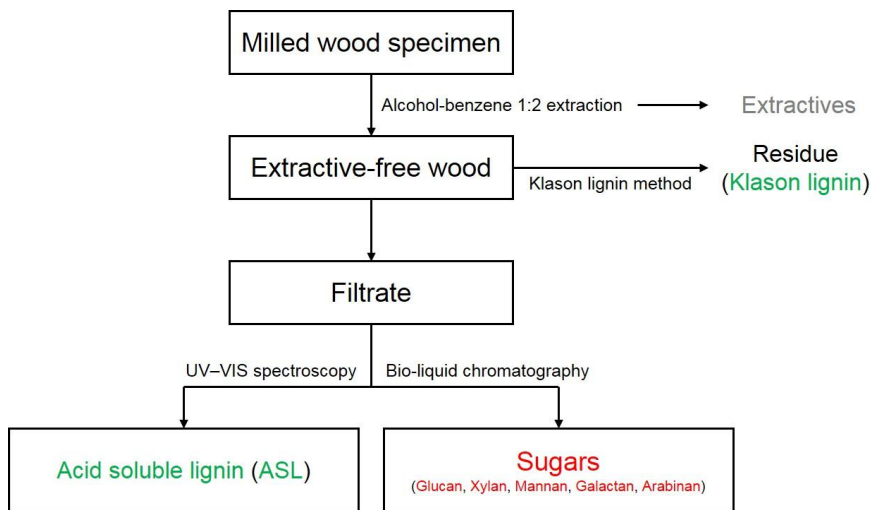 Milled wood specimen
Alcohol-benzene 1:2 extraction
Extractives
Extractive-free wood
Klason lignin method
Residue
(Klason lignin)
Filtrate
UV–VIS spectroscopy
Bio-liquid chromatography
Acid soluble lignin (ASL)
Sugars
(Glucan, Xylan, Mannan, Galactan, Arabinan)